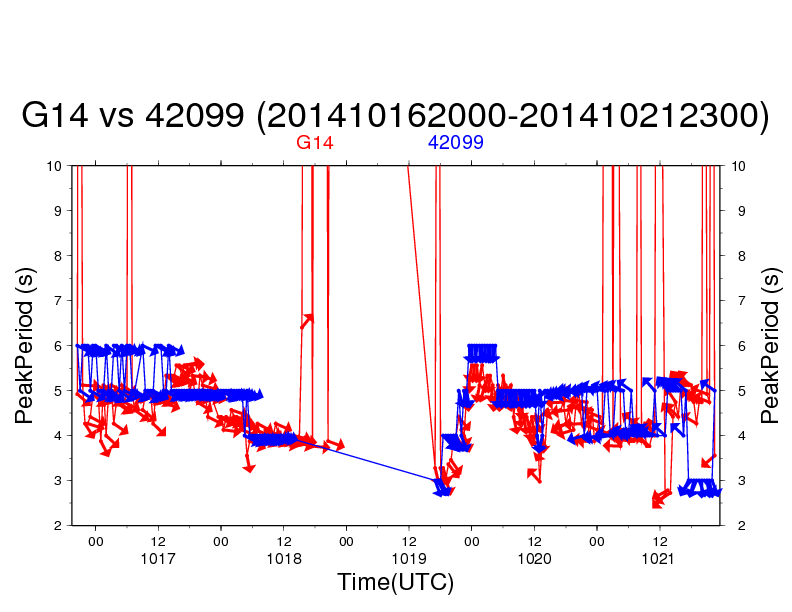 G14 vs 42099 (201410162000-201410212300)
G14 42099
10 10
9 9
8 8
7 7
6 6
5 5
4 4
3 3
2 2
PeakPeriod (s) PeakPeriod (s)
00 12 00 12 00 12 00 12 00 12
1017 1018 1019 1020 1021
Time(UTC)